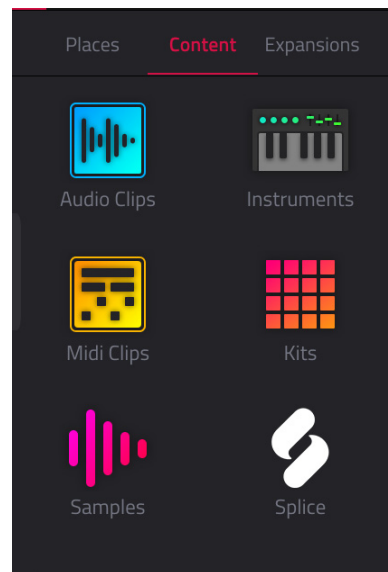 Places Content Expansions
Audio Clips Instruments
Midi Clips Kits
Samples Splice